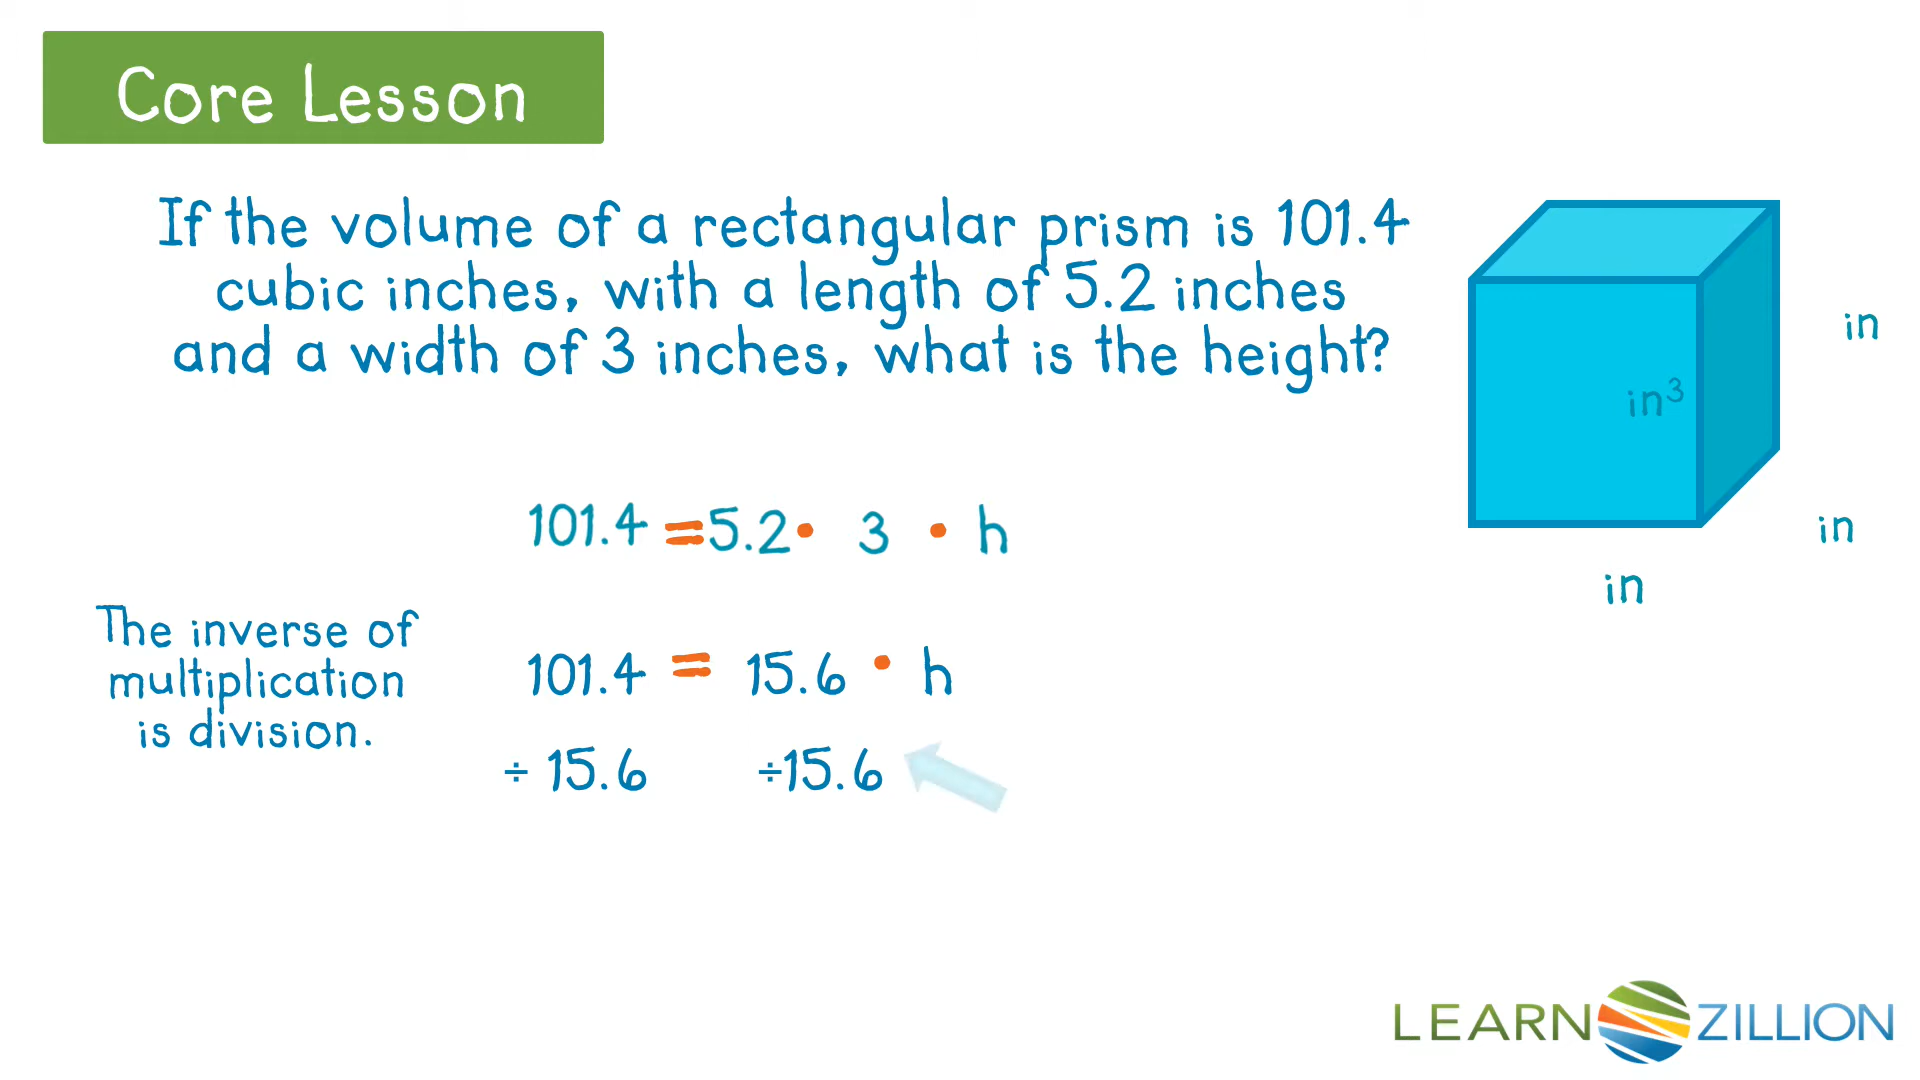 Core Lesson
If the volume of a rectangular prism is 101.4
cubic inches, with a length of 5.2 inches
and a width of 3 inches, what is the height?
in
in³
in
in
101.4 = 5.2 • 3 • h
The inverse of
multiplication
is division.
101.4 = 15.6 • h
÷ 15.6 ÷15.6
LEARN ZILLION